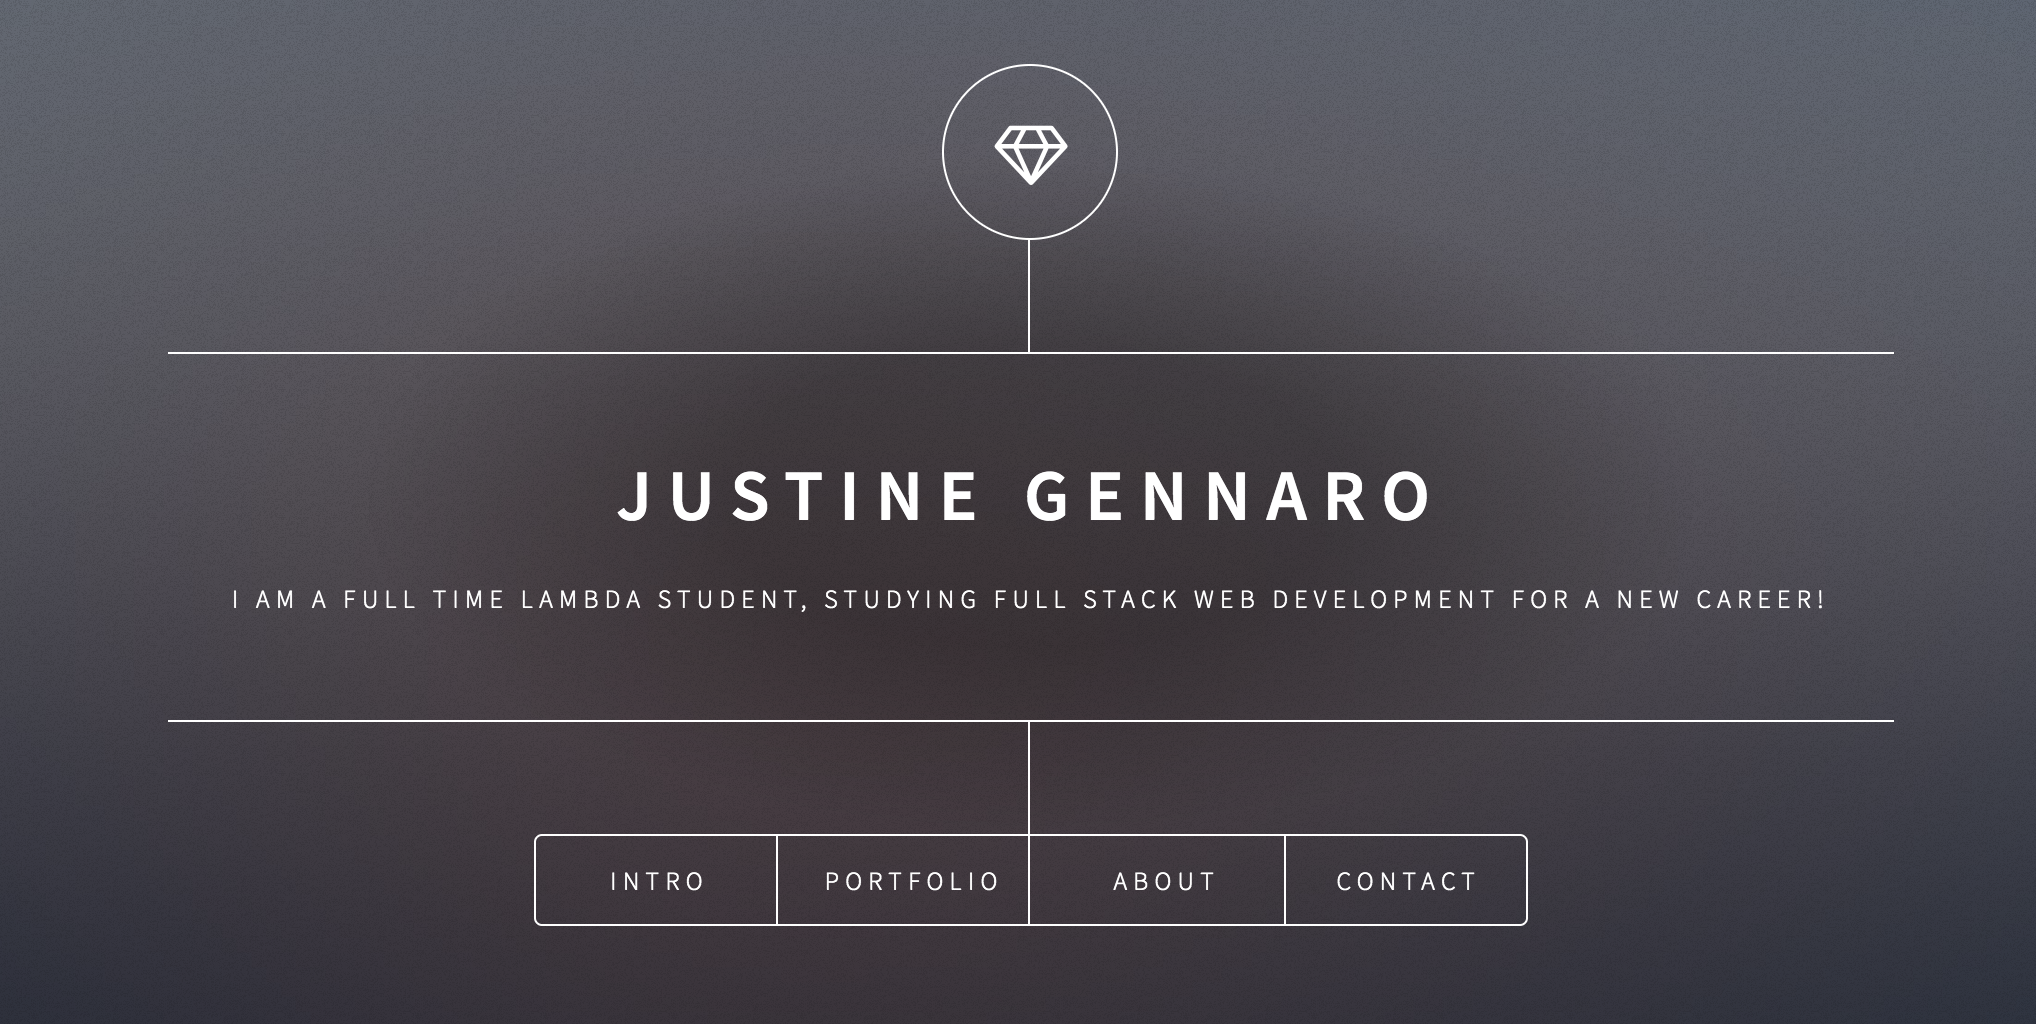 JUSTINE GENNARO
I AM A FULL TIME LAMBDA STUDENT, STUDYING FULL STACK WEB DEVELOPMENT FOR A NEW CAREER!
INTRO PORTFOLIO ABOUT CONTACT